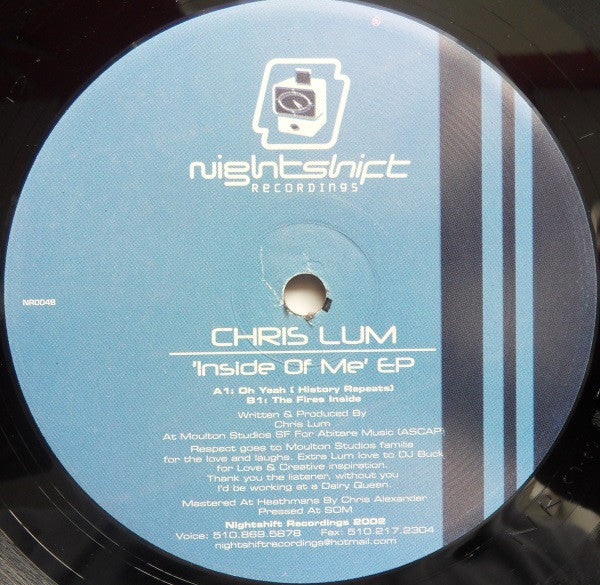 nightshift
RECORDINGS
NR0048
CHRIS LUM
'Inside Of Me' EP
A1: Oh Yeah ( History Repeats)
B1: The Fires Inside
Written & Produced By
Chris Lum
At Moulton Studios SF For Abitare Music (ASCAP)
Respect goes to Moulton Studios familia
for the love and laughs. Extra Lum love to DJ Buck
for Love & Creative inspiration.
Thank you the listener, without you
I'd be working at a Dairy Queen.
Mastered At Heathmans By Chris Alexander
Pressed At SOM
Nightshift Recordings 2002
Voice: 510.869.5878 Fax: 510.217.2304
nightshiftrecordings@hotmail.com